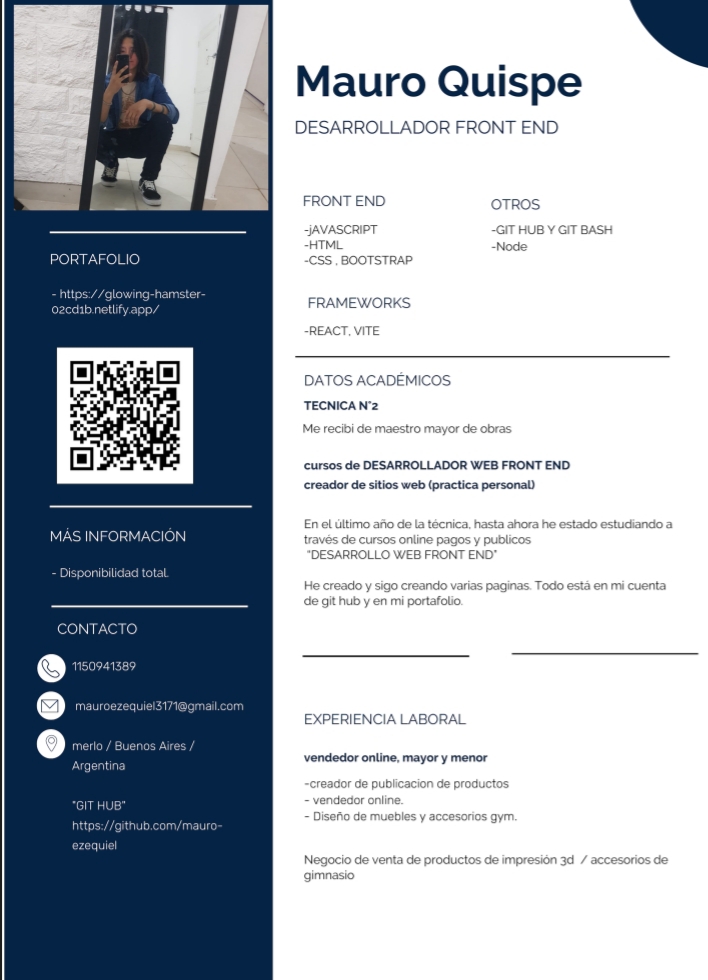 Mauro Quispe
DESARROLLADOR FRONT END
FRONT END
-jAVASCRIPT
-HTML
-CSS , BOOTSTRAP
OTROS
-GIT HUB Y GIT BASH
-Node
FRAMEWORKS
-REACT, VITE
DATOS ACADÉMICOS
TECNICA N°2
Me recibi de maestro mayor de obras
cursos de DESARROLLADOR WEB FRONT END
creador de sitios web (practica personal)
En el último año de la técnica, hasta ahora he estado estudiando a
través de cursos online pagos y publicos
"DESARROLLO WEB FRONT END"
He creado y sigo creando varias paginas. Todo está en mi cuenta
de git hub y en mi portafolio.
EXPERIENCIA LABORAL
vendedor online, mayor y menor
-creador de publicacion de productos
- vendedor online.
- Diseño de muebles y accesorios gym.
Negocio de venta de productos de impresión 3d / accesorios de
gimnasio
PORTAFOLIO
- https://glowing-hamster-
02cd1b.netlify.app/
MÁS INFORMACIÓN
- Disponibilidad total.
CONTACTO
1150941389
mauroezequiel3171@gmail.com
merlo / Buenos Aires /
Argentina
"GIT HUB"
https://github.com/mauro-
ezequiel